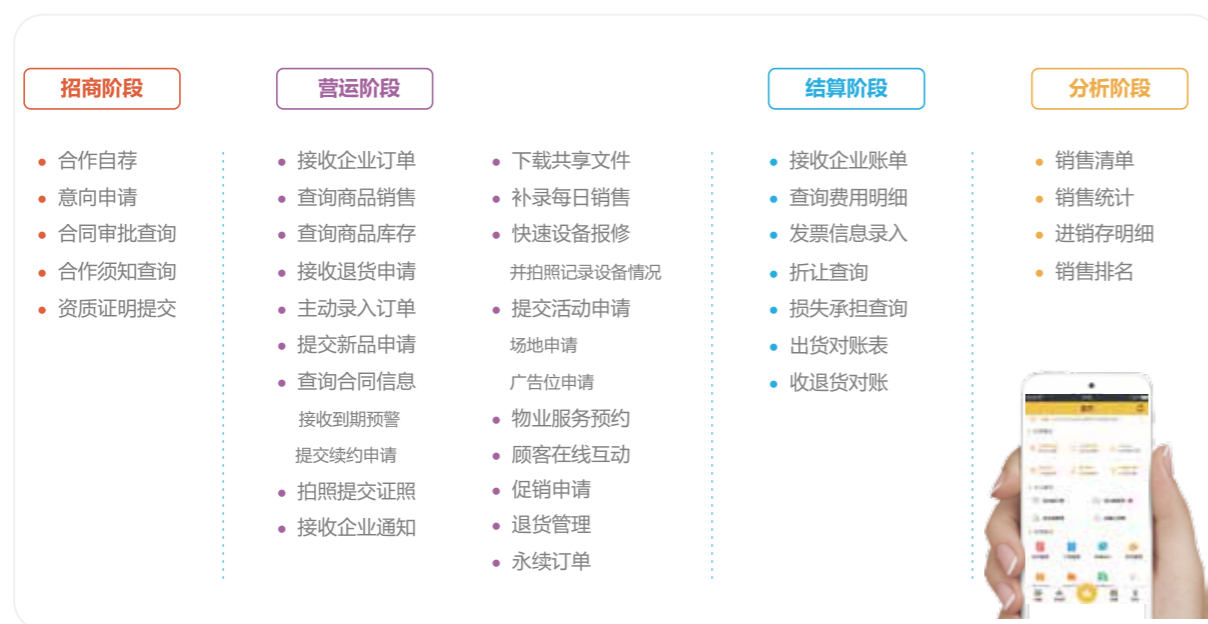 招商阶段
合作自荐
意向申请
合同审批查询
合作须知查询
资质证明提交
营运阶段
接收企业订单
查询商品销售
查询商品库存
接收退货申请
主动录入订单
提交新品申请
查询合同信息
接收到期预警
提交续约申请
拍照提交证照
接收企业通知
下载共享文件
补录每日销售
快速设备报修
并拍照记录设备情况
提交活动申请
场地申请
广告位申请
物业服务预约
顾客在线互动
促销申请
退货管理
永续订单
结算阶段
接收企业账单
查询费用明细
发票信息录入
折让查询
损失承担查询
出货对账表
收退货对账
分析阶段
销售清单
销售统计
进销存明细
销售排名